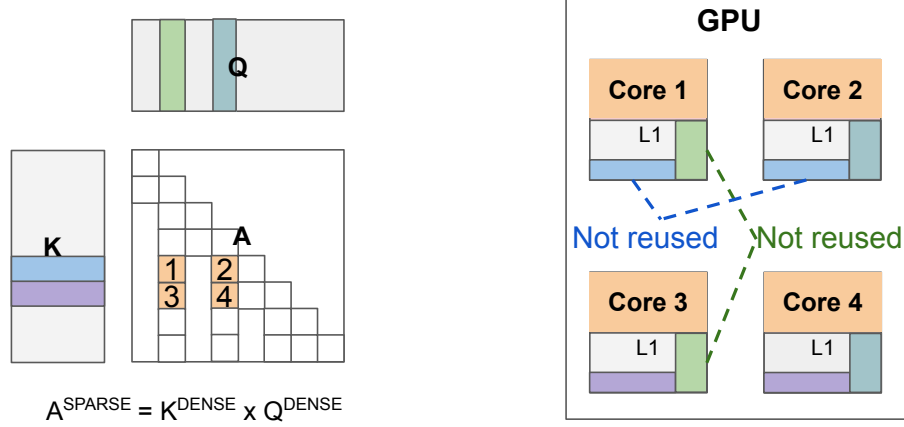 Q
K
A
1 2
3 4
A^SPARSE = K^DENSE x Q^DENSE
GPU
Core 1
Core 2
L1
L1
Not reused
Not reused
Core 3
Core 4
L1
L1